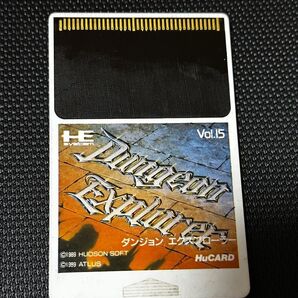 HE
SYSTEM
Vol.15
Dungeon
Explorer
ダンジョン エクスプローラー
©1989 HUDSON SOFT
©1989 ATLUS
HuCARD